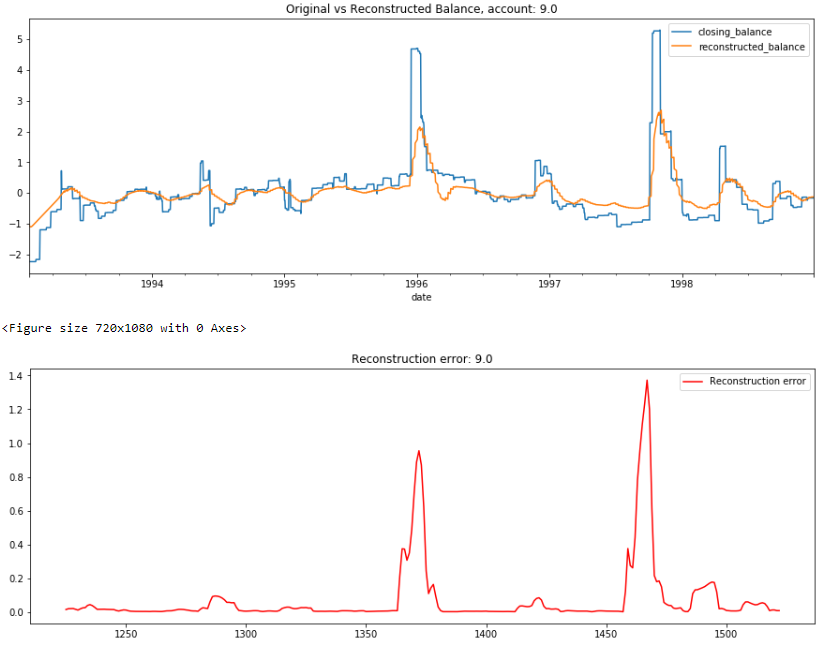 Original vs Reconstructed Balance, account: 9.0
closing_balance
reconstructed_balance
5
4
3
2
1
0
−1
−2
1994 1995 1996 1997 1998
date
<Figure size 720x1080 with 0 Axes>
Reconstruction error: 9.0
Reconstruction error
1.4
1.2
1.0
0.8
0.6
0.4
0.2
0.0
1250 1300 1350 1400 1450 1500